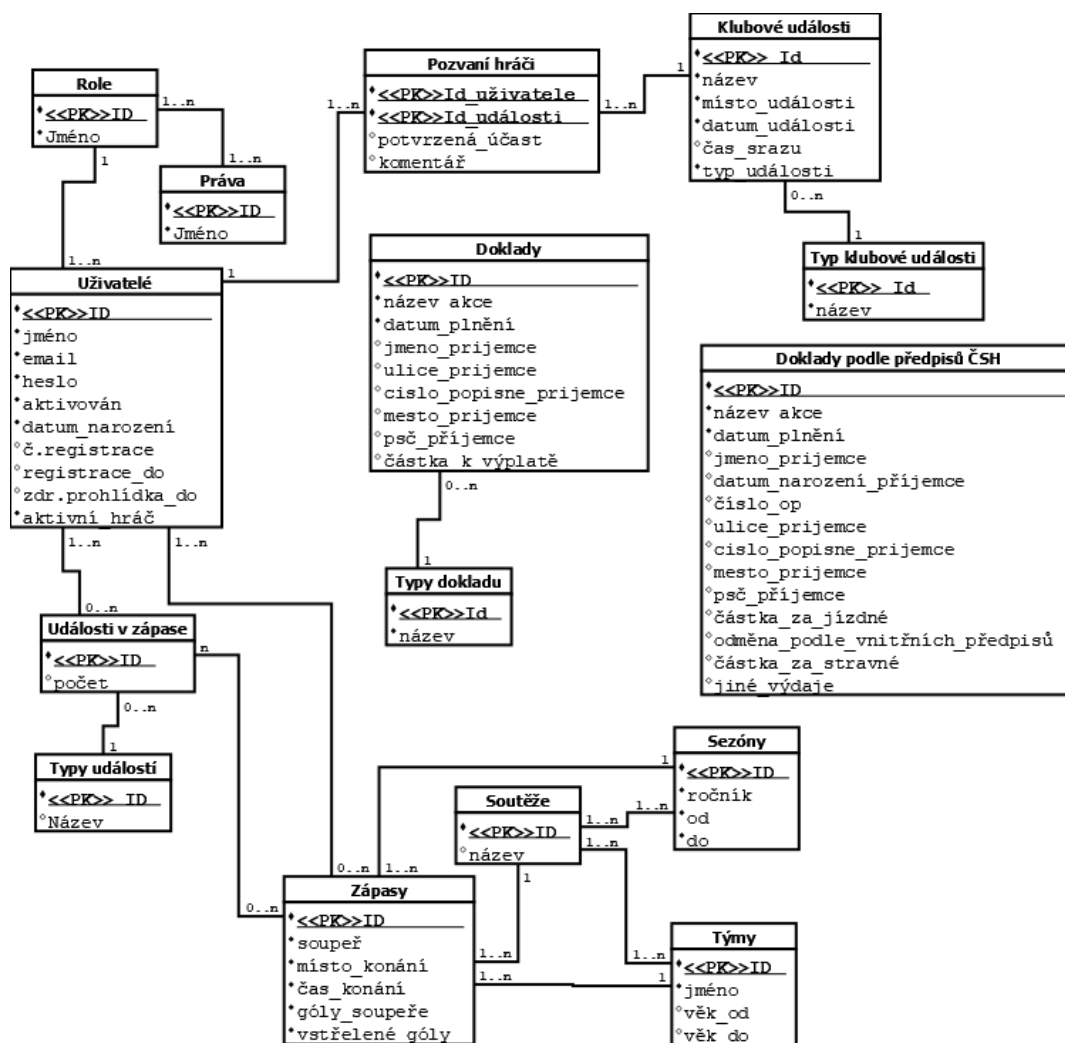 Klubové události
<<PK>> Id
název
místo_události
datum_události
čas_srazu
typ_události
Pozvaní hráči
<<PK>>Id_uživatele
<<PK>>Id_události
potvrzená_účast
komentář
Role
<<PK>>ID
Jméno
1..n
1..n
1
1..n
1..n
1..n
1
1
Práva
<<PK>>ID
Jméno
0..n
1
Typ klubové události
<<PK>> Id
název
Uživatelé
<<PK>>ID
jméno
email
heslo
aktivován
datum_narození
č.registrace
registrace_do
zdr.prohlídka_do
aktivní_hráč
Doklady
<<PK>>ID
název akce
datum_plnění
jmeno_prijemce
ulice_prijemce
cislo_popisne_prijemce
mesto_prijemce
psč_příjemce
částka k výplatě
0..n
1
Typy dokladu
<<PK>>Id
název
Doklady podle předpisů ČSH
<<PK>>ID
název akce
datum_plnění
jmeno_prijemce
datum_narození_příjemce
číslo_op
ulice_prijemce
cislo_popisne_prijemce
mesto_prijemce
psč_příjemce
částka_za_jízdné
odměna_podle_vnitřních_předpisů
částka_za_stravné
jiné_výdaje
1..n
1..n
0..n
Události v zápase
<<PK>>ID
počet
n
0..n
1
Typy událostí
<<PK>> ID
Název
Sezóny
<<PK>>ID
ročník
od
do
1
1..n
Soutěže
<<PK>>ID
název
1..n
1..n
1
0..n
1..n
Zápasy
<<PK>>ID
soupeř
místo_konání
čas_konání
góly_soupeře
vstřelené_góly
0..n
1..n
1..n
1..n
1
Týmy
<<PK>>ID
jméno
věk_od
věk_do